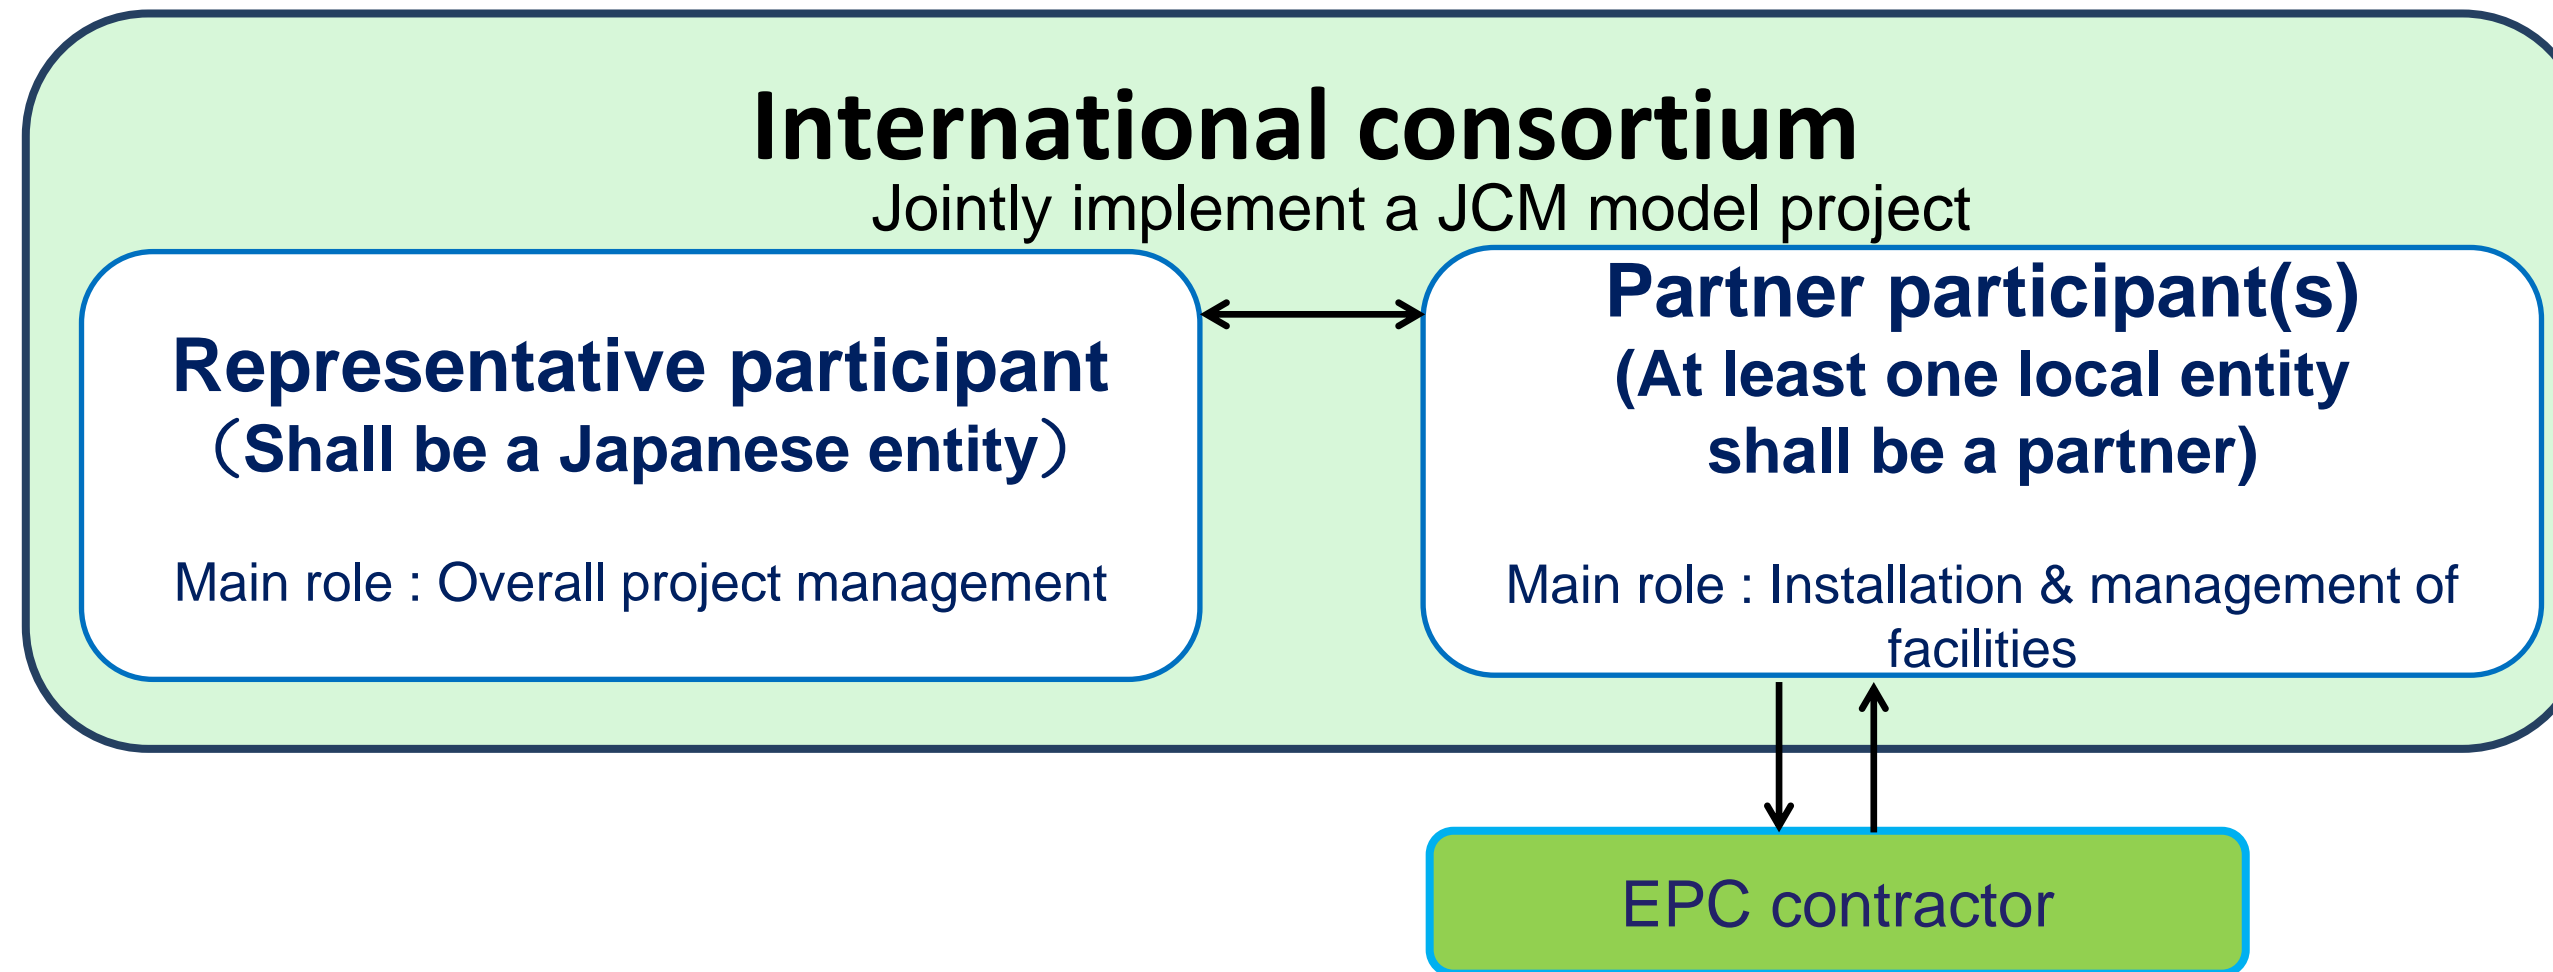 International consortium
Jointly implement a JCM model project
Representative participant
（Shall be a Japanese entity）
Main role : Overall project management
Partner participant(s)
(At least one local entity
shall be a partner)
Main role : Installation & management of
facilities
EPC contractor